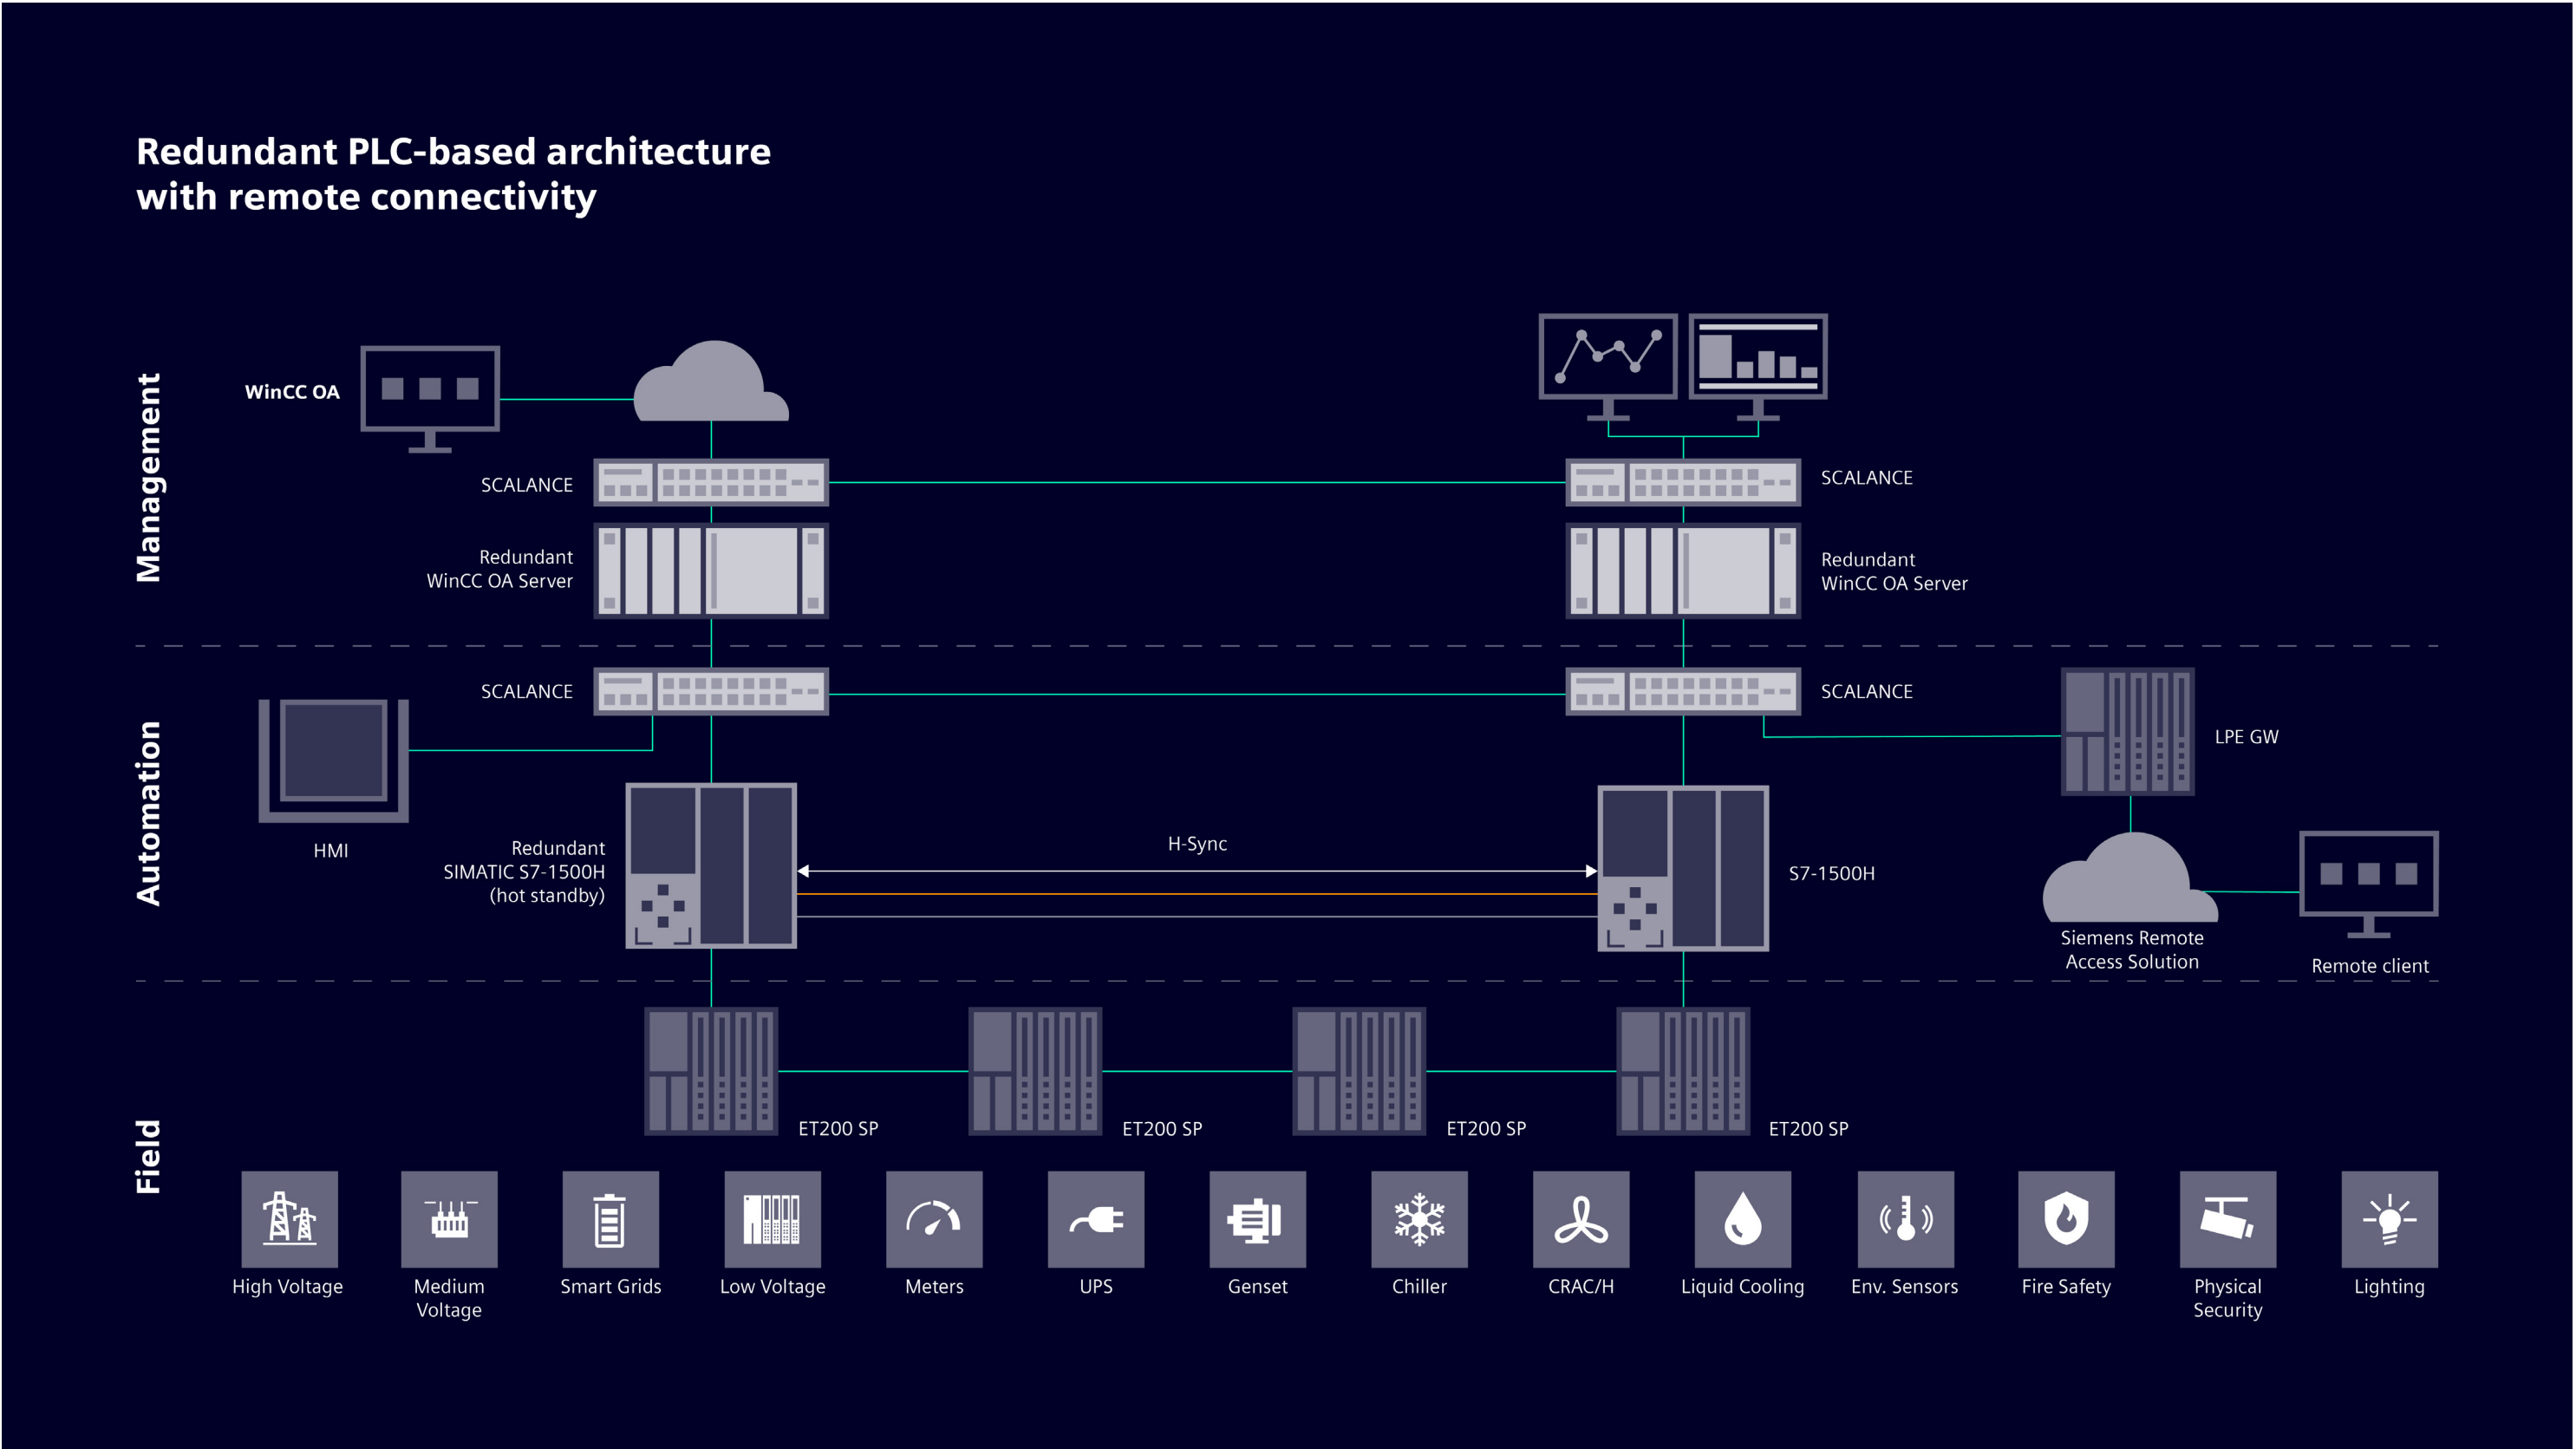 Redundant PLC-based architecture
with remote connectivity
Management
WinCC OA
SCALANCE
SCALANCE
Redundant
WinCC OA Server
Redundant
WinCC OA Server
Automation
SCALANCE
SCALANCE
LPE GW
HMI
Redundant
SIMATIC S7-1500H
(hot standby)
H-Sync
S7-1500H
Siemens Remote
Access Solution
Remote client
Field
ET200 SP
ET200 SP
ET200 SP
ET200 SP
High Voltage
Medium
Voltage
Smart Grids
Low Voltage
Meters
UPS
Genset
Chiller
CRAC/H
Liquid Cooling
Env. Sensors
Fire Safety
Physical
Security
Lighting